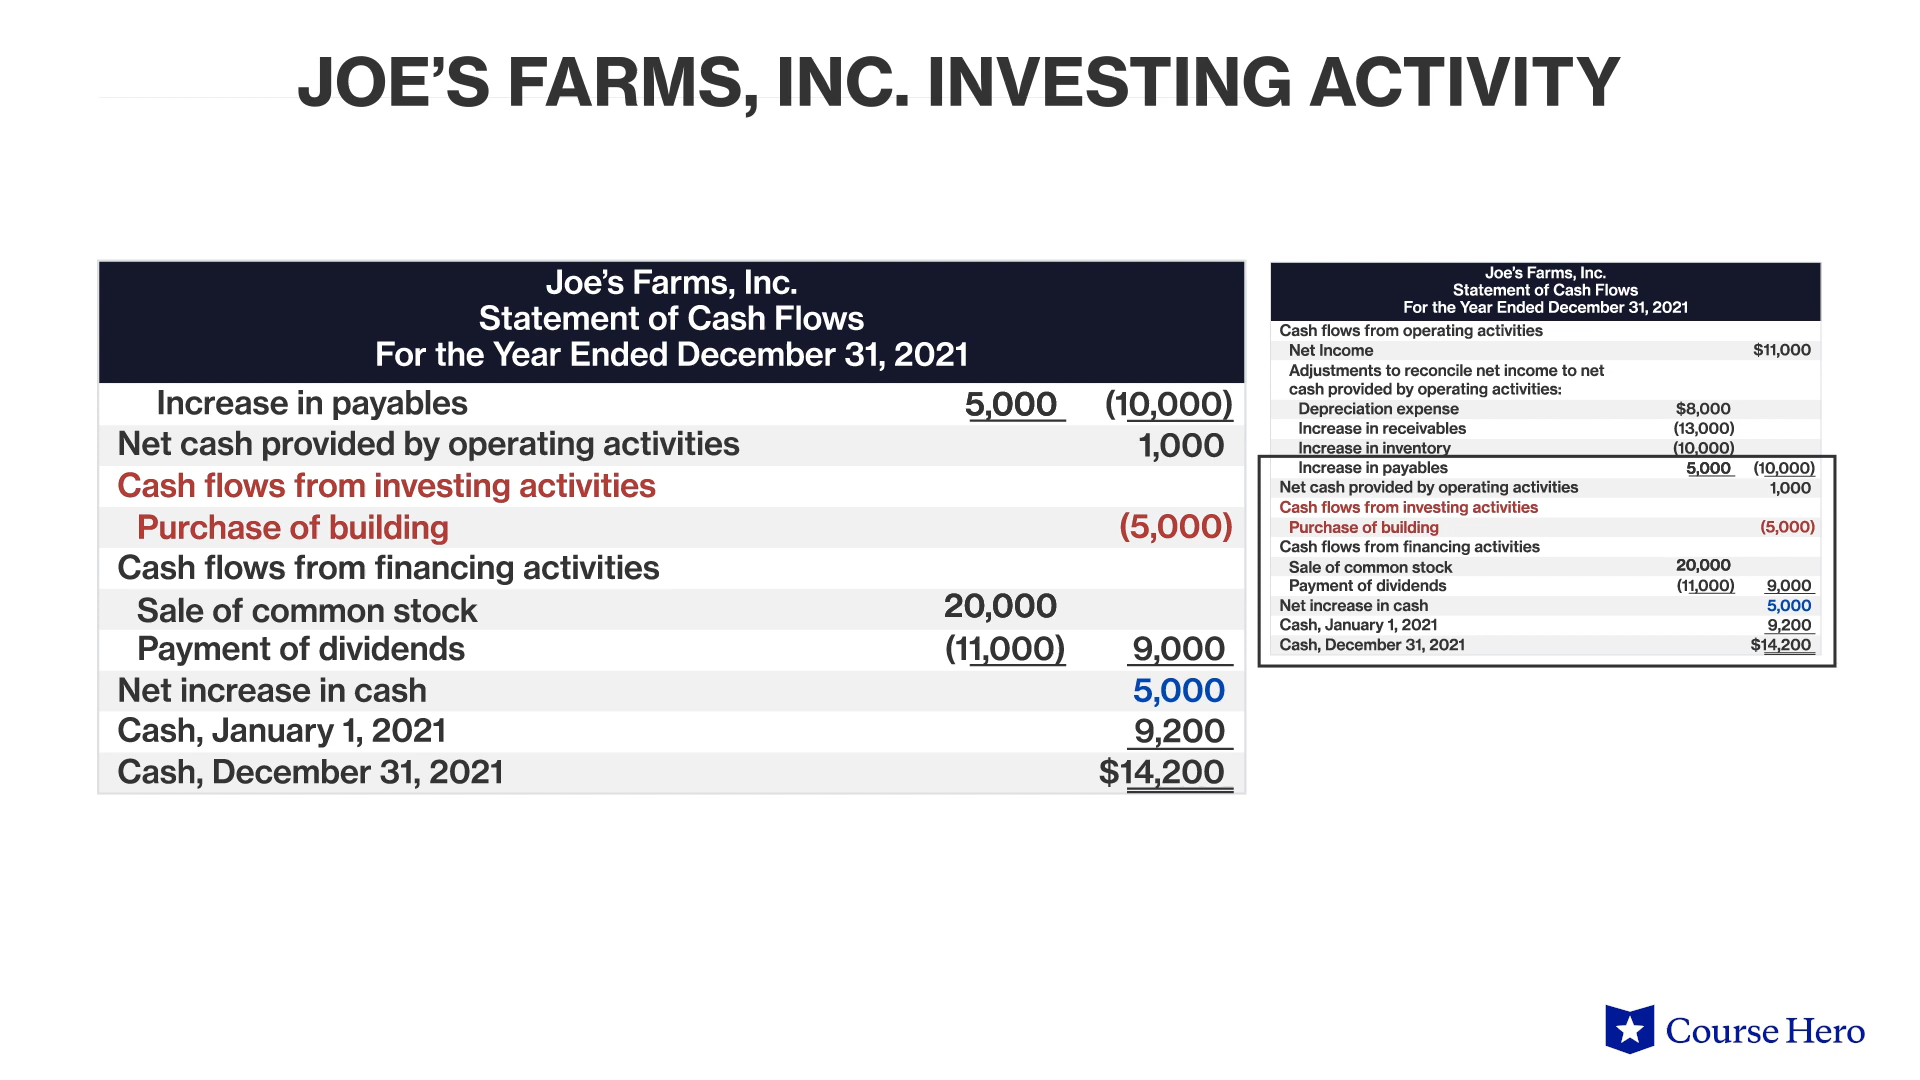 JOE’S FARMS, INC. INVESTING ACTIVITY
Joe’s Farms, Inc.
Statement of Cash Flows
For the Year Ended December 31, 2021
Increase in payables 5,000 (10,000)
Net cash provided by operating activities 1,000
Cash flows from investing activities
Purchase of building (5,000)
Cash flows from financing activities
Sale of common stock 20,000
Payment of dividends (11,000) 9,000
Net increase in cash 5,000
Cash, January 1, 2021 9,200
Cash, December 31, 2021 $14,200
Joe’s Farms, Inc.
Statement of Cash Flows
For the Year Ended December 31, 2021
Cash flows from operating activities
Net Income $11,000
Adjustments to reconcile net income to net
cash provided by operating activities:
Depreciation expense $8,000
Increase in receivables (13,000)
Increase in inventory (10,000)
Increase in payables 5,000 (10,000)
Net cash provided by operating activities 1,000
Cash flows from investing activities
Purchase of building (5,000)
Cash flows from financing activities
Sale of common stock 20,000
Payment of dividends (11,000) 9,000
Net increase in cash 5,000
Cash, January 1, 2021 9,200
Cash, December 31, 2021 $14,200
Course Hero